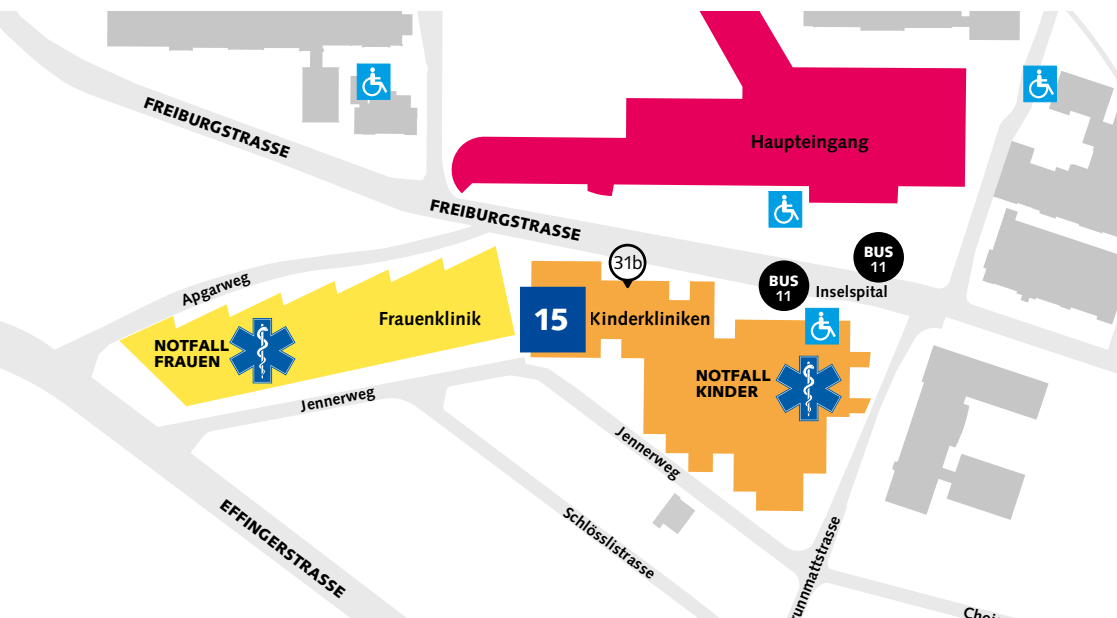 FREIBURGSTRASSE
Haupteingang
FREIBURGSTRASSE
BUS
11
31b
BUS
11
Inselspital
Apgarweg
15
Frauenklinik
Kinderkliniken
NOTFALL
FRAUEN
NOTFALL
KINDER
Jennerweg
Jennerweg
EFFINGERSTRASSE
Schlösslistrasse
runnmattstrasse